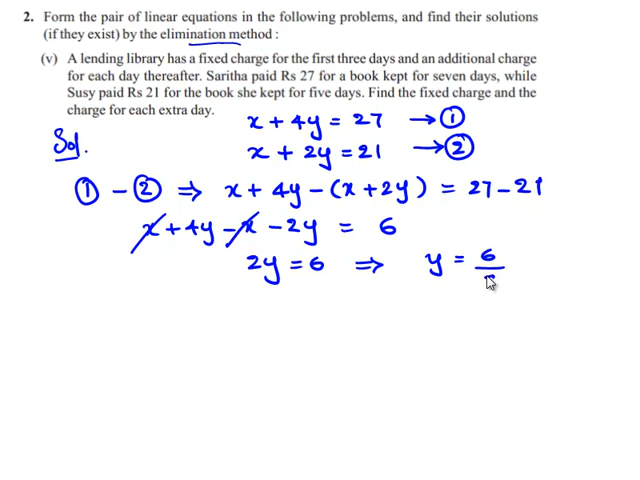 2. Form the pair of linear equations in the following problems, and find their solutions
(if they exist) by the elimination method :
(v) A lending library has a fixed charge for the first three days and an additional charge
for each day thereafter. Saritha paid Rs 27 for a book kept for seven days, while
Susy paid Rs 21 for the book she kept for five days. Find the fixed charge and the
charge for each extra day.
x + 4y = 27 → ①
Sol.
x + 2y = 21 → ②
① - ② ⇒ x + 4y - (x + 2y) = 27 - 21
x + 4y - x - 2y = 6
2y = 6 ⇒ y = 6/